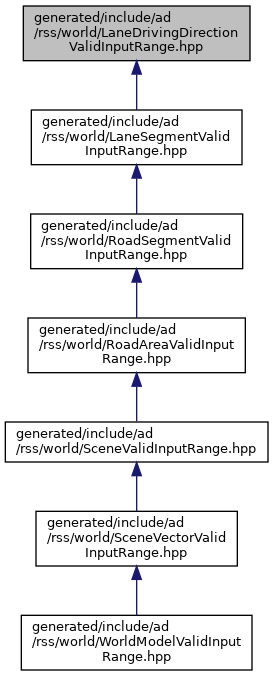 generated/include/ad
/rss/world/LaneDrivingDirection
ValidInputRange.hpp
generated/include/ad
/rss/world/LaneSegmentValid
InputRange.hpp
generated/include/ad
/rss/world/RoadSegmentValid
InputRange.hpp
generated/include/ad
/rss/world/RoadAreaValidInput
Range.hpp
generated/include/ad
/rss/world/SceneValidInputRange.hpp
generated/include/ad
/rss/world/SceneVectorValid
InputRange.hpp
generated/include/ad
/rss/world/WorldModelValidInput
Range.hpp